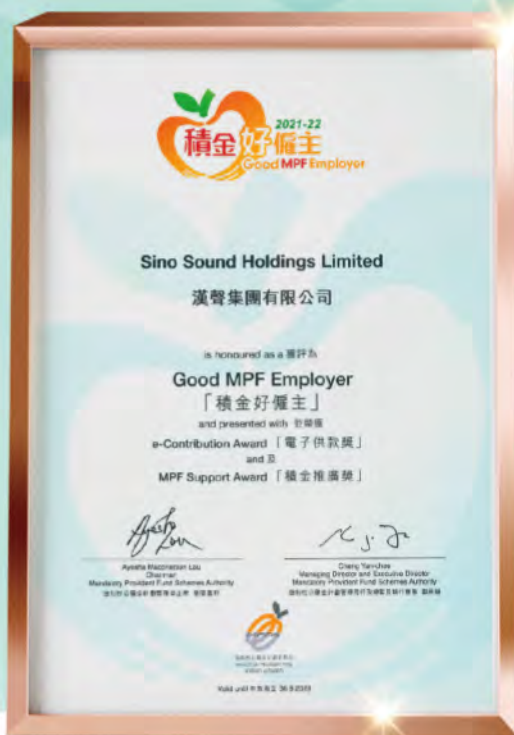 2021-22
積金好僱主
Good MPF Employer
Sino Sound Holdings Limited
漢聲集團有限公司
is honoured as a 獲評為
Good MPF Employer
「積金好僱主」
and presented with 並頒獲
e-Contribution Award 「電子供款獎」
and 及
MPF Support Award 「積金推廣獎」
Ayesha Macpherson Lau
Chairman
Mandatory Provident Fund Schemes Authority
Cheng Yan-chee
Managing Director and Executive Director
Mandatory Provident Fund Schemes Authority
Valid until